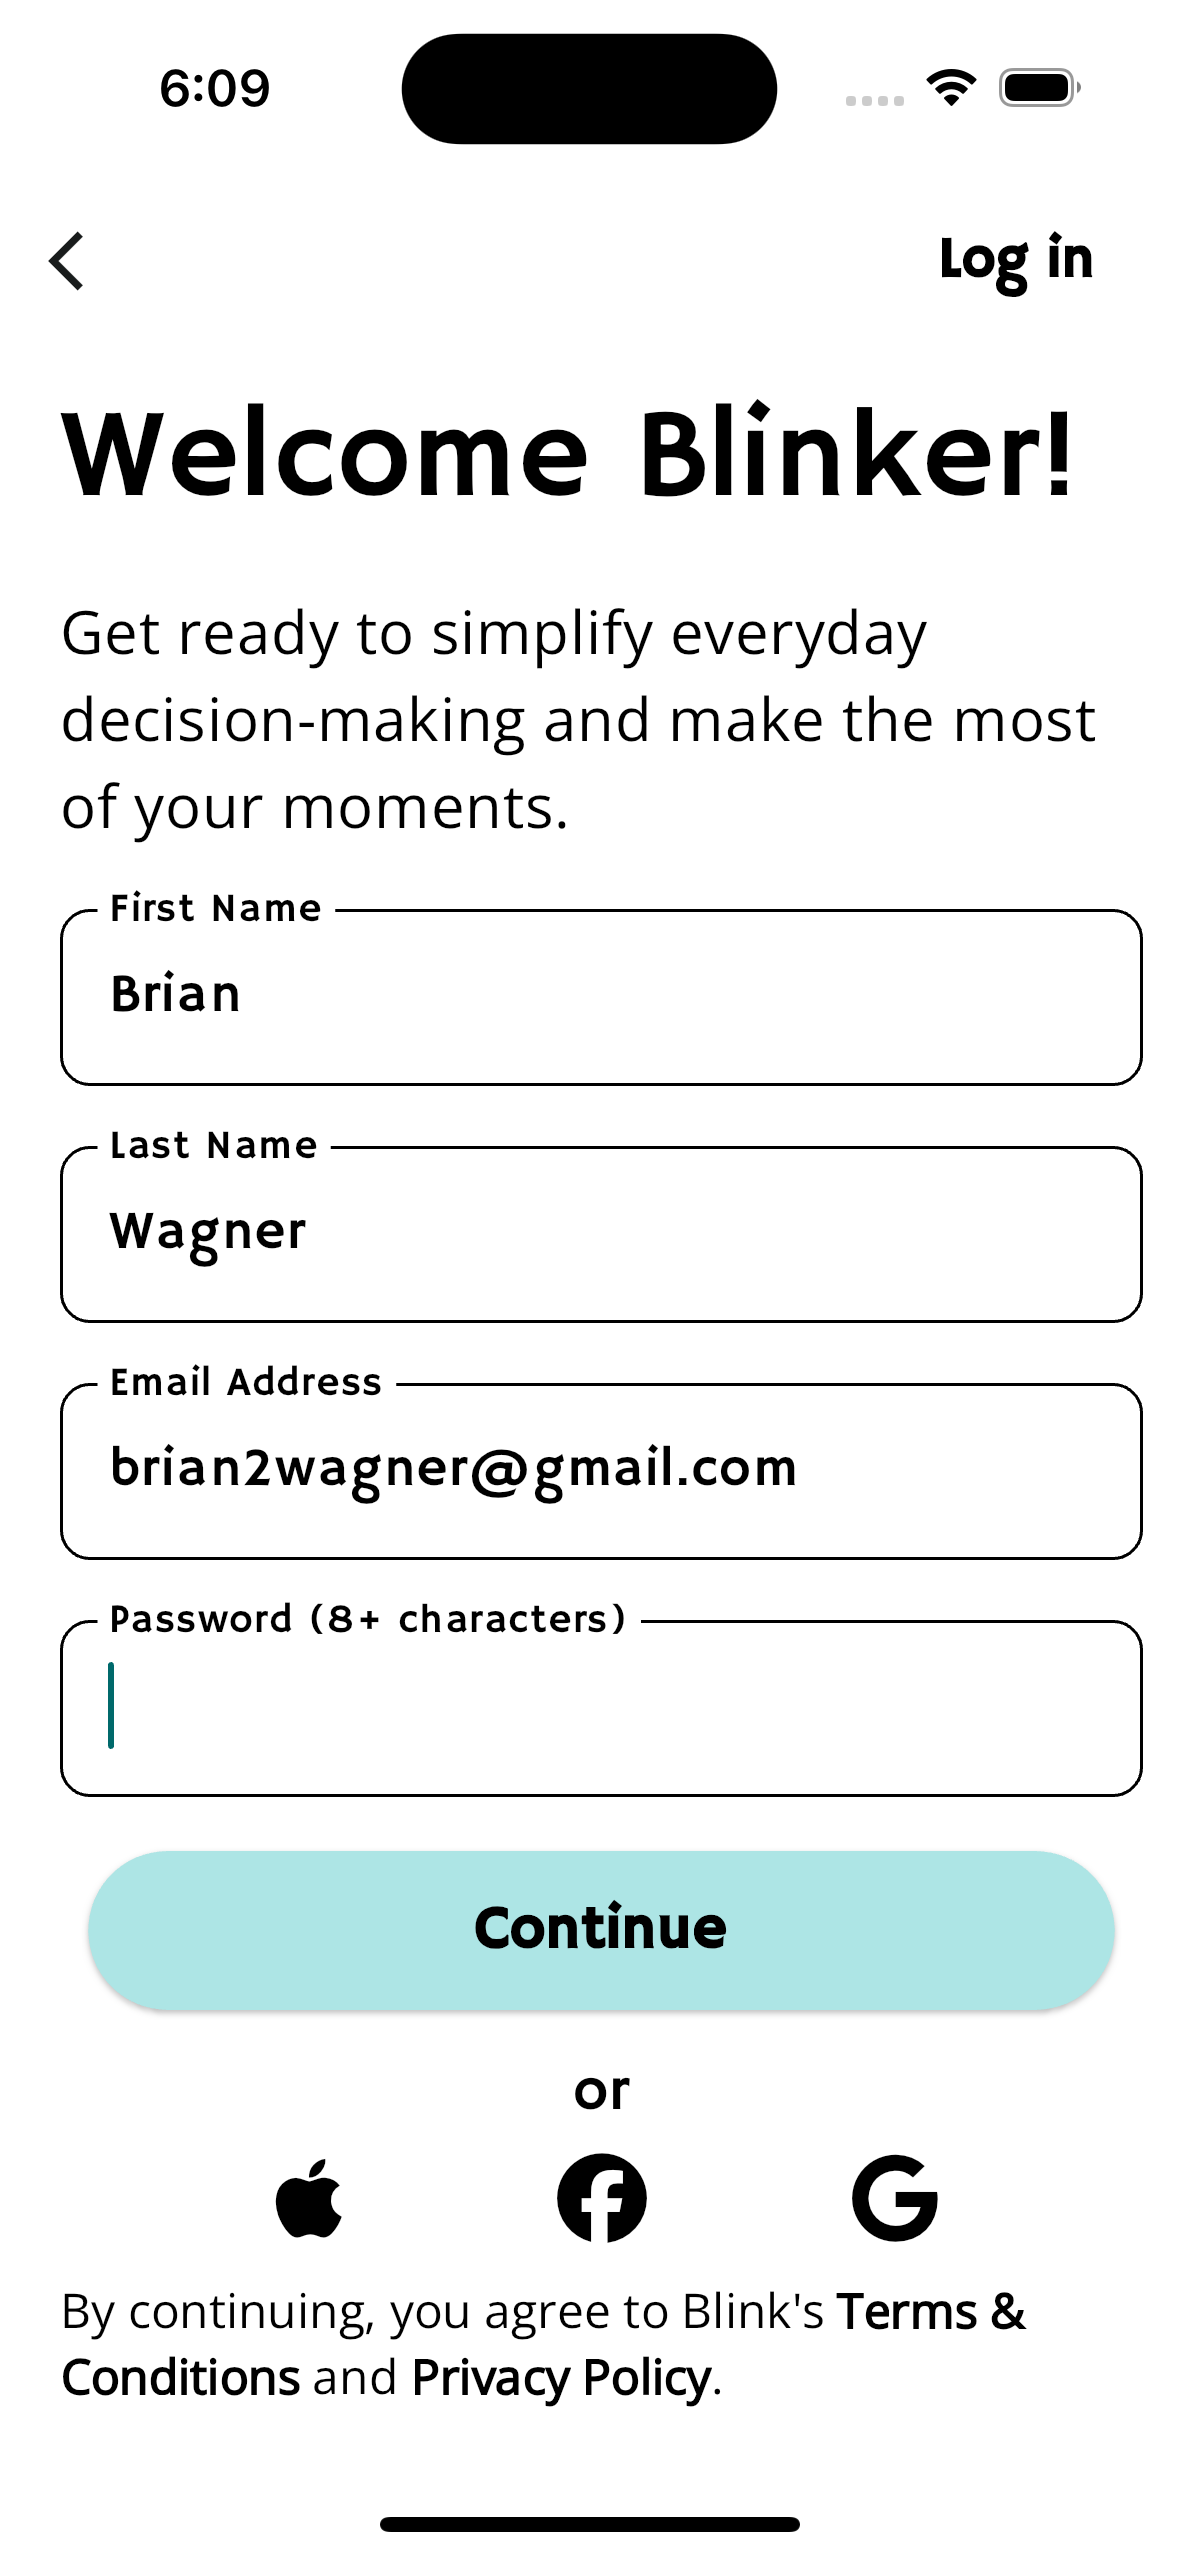 6:09
Log in
Welcome Blinker!
Get ready to simplify everyday
decision-making and make the most
of your moments.
First Name
Brian
Last Name
Wagner
Email Address
brian2wagner@gmail.com
Password (8+ characters)
Continue
or
By continuing, you agree to Blink's Terms &
Conditions and Privacy Policy.